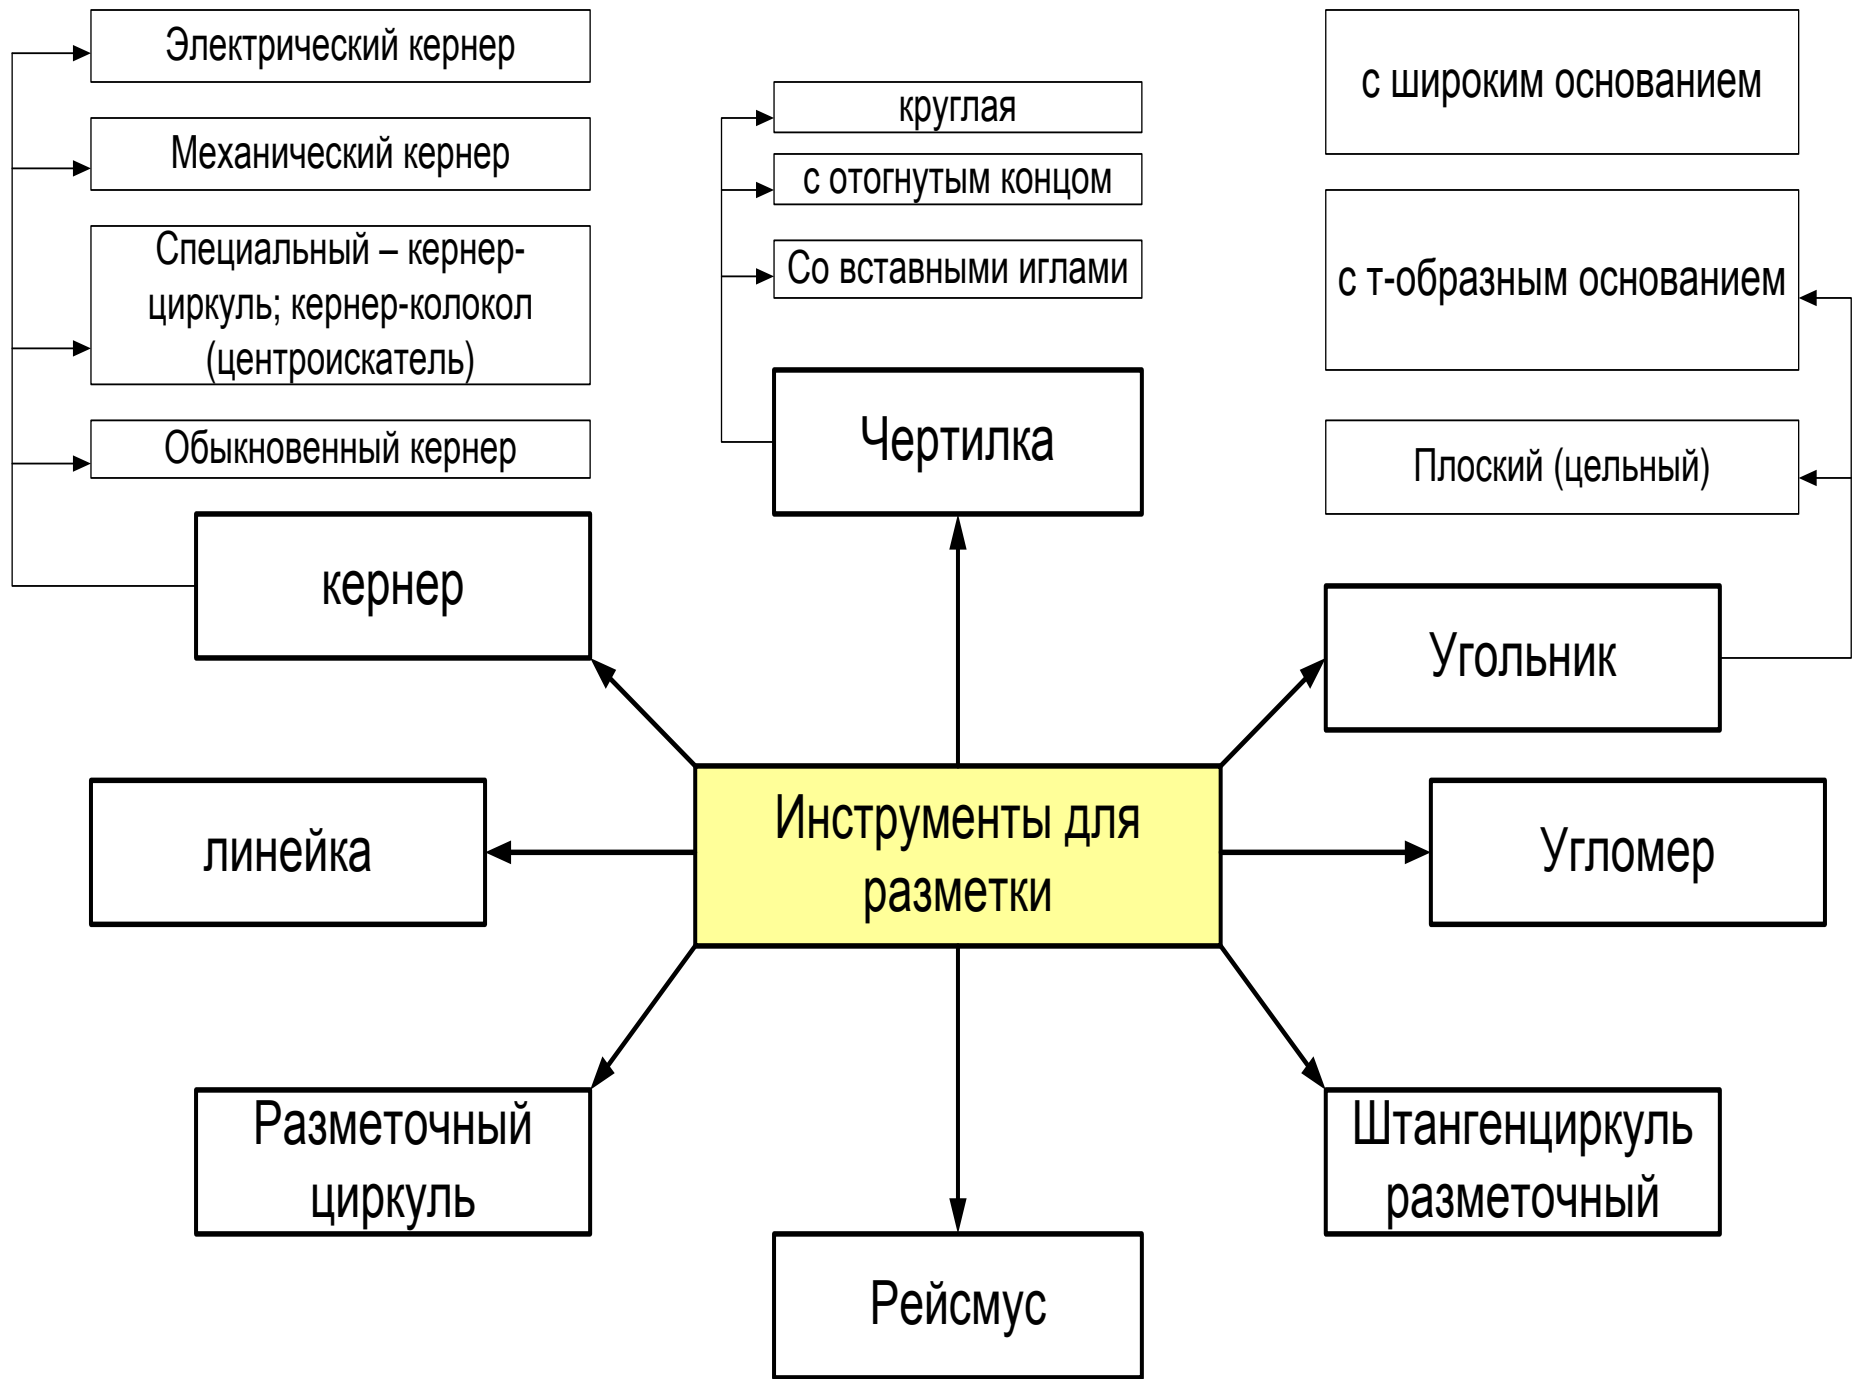 Электрический кернер
Механический кернер
Специальный – кернер-
циркуль; кернер-колокол
(центроискатель)
Обыкновенный кернер
кернер
круглая
с отогнутым концом
Со вставными иглами
Чертилка
с широким основанием
с т-образным основанием
Плоский (цельный)
Угольник
линейка
Инструменты для
разметки
Угломер
Разметочный
циркуль
Рейсмус
Штангенциркуль
разметочный